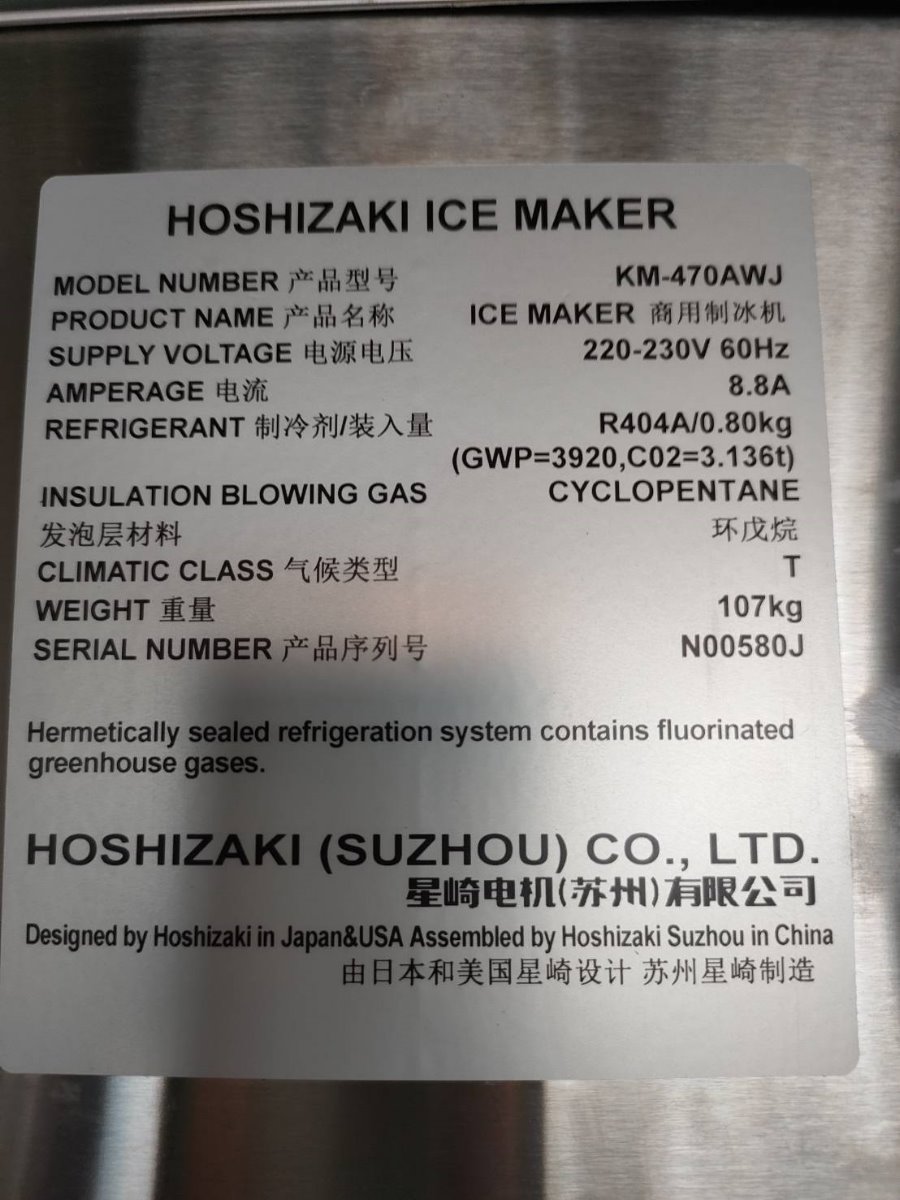 HOSHIZAKI ICE MAKER
MODEL NUMBER 产品型号 KM-470AWJ
PRODUCT NAME 产品名称 ICE MAKER 商用制冰机
SUPPLY VOLTAGE 电源电压 220-230V 60Hz
AMPERAGE 电流 8.8A
REFRIGERANT 制冷剂/装入量 R404A/0.80kg
(GWP=3920,C02=3.136t)
INSULATION BLOWING GAS CYCLOPENTANE
发泡层材料 环戊烷
CLIMATIC CLASS 气候类型 T
WEIGHT 重量 107kg
SERIAL NUMBER 产品序列号 N00580J
Hermetically sealed refrigeration system contains fluorinated
greenhouse gases.
HOSHIZAKI (SUZHOU) CO., LTD.
星崎电机(苏州)有限公司
Designed by Hoshizaki in Japan&USA Assembled by Hoshizaki Suzhou in China
由日本和美国星崎设计 苏州星崎制造